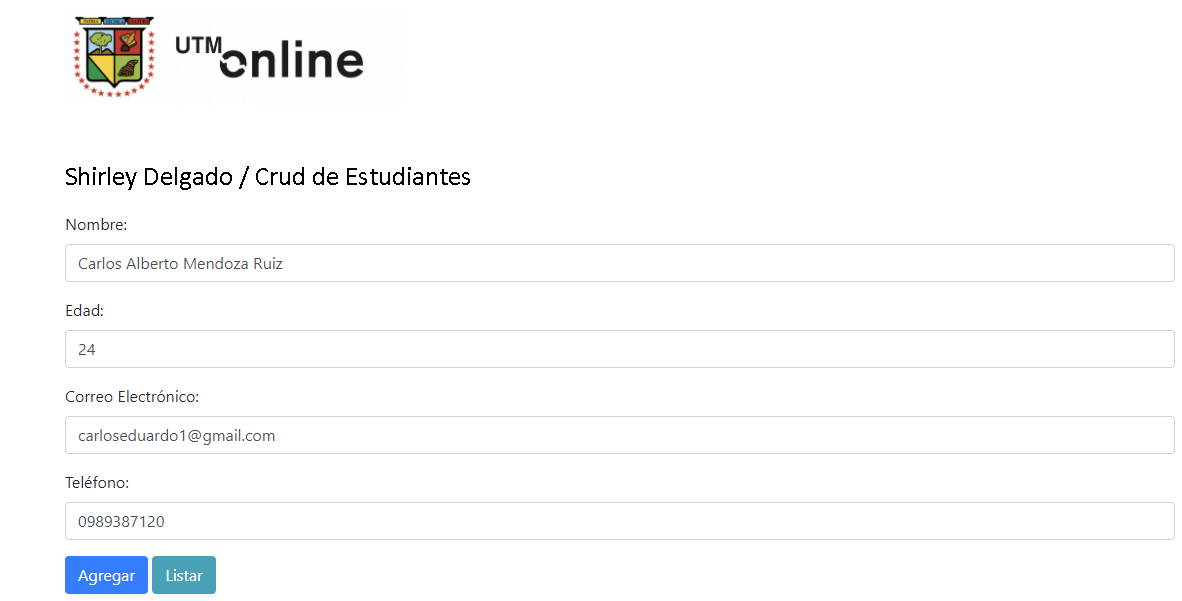 UTM
online
Shirley Delgado / Crud de Estudiantes
Nombre:
Carlos Alberto Mendoza Ruiz
Edad:
24
Correo Electrónico:
carloseduardo1@gmail.com
Teléfono:
0989387120
Agregar Listar